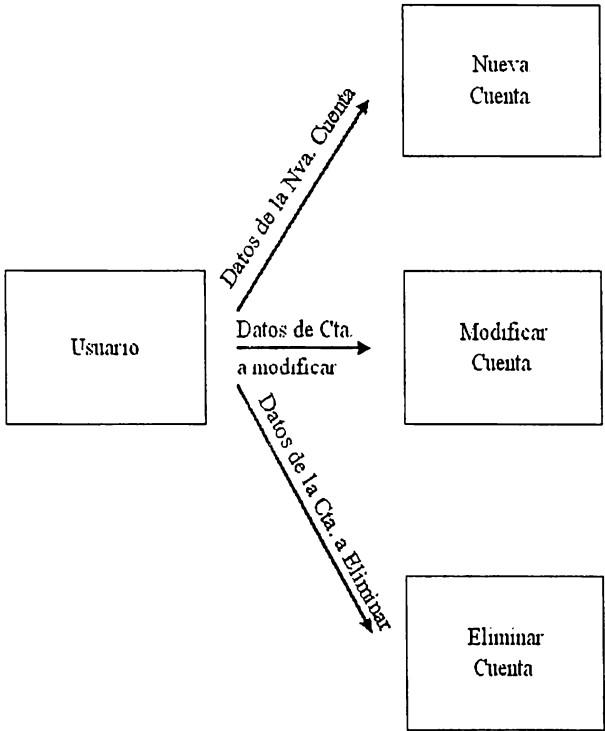 Nueva
Cuenta
Datos de la Nva. Cuenta
Usuario
Datos de Cta.
a modificar
Modificar
Cuenta
Datos de la Cta. a Eliminar
Eliminar
Cuenta